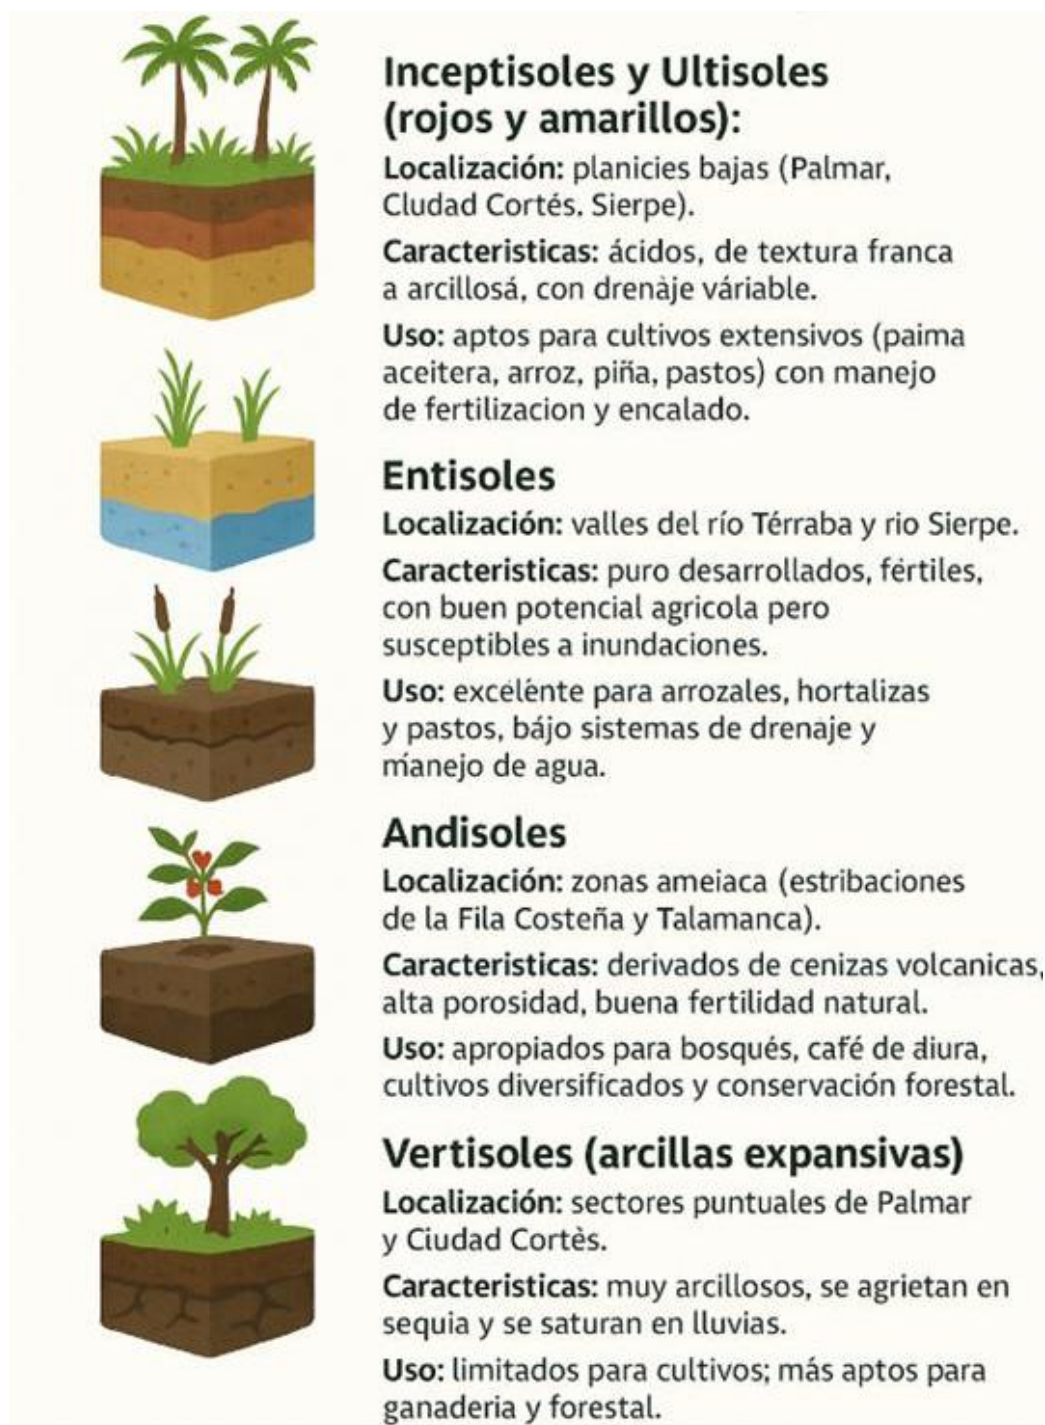 Inceptisoles y Ultisoles
(rojos y amarillos):
Localización: planicies bajas (Palmar,
Cludad Cortés. Sierpe).
Caracteristicas: ácidos, de textura franca
a arcillosá, con drenàje váriable.
Uso: aptos para cultivos extensivos (paima
aceitera, arroz, piña, pastos) con manejo
de fertilizacion y encalado.
Entisoles
Localización: valles del río Térraba y rio Sierpe.
Caracteristicas: puro desarrollados, fértiles,
con buen potencial agricola pero
susceptibles a inundaciones.
Uso: excélènte para arrozales, hortalizas
y pastos, bájo sistemas de drenaje y
manejo de agua.
Andisoles
Localización: zonas ameiaca (estribaciones
de la Fila Costeña y Talamanca).
Caracteristicas: derivados de cenizas volcanicas,
alta porosidad, buena fertilidad natural.
Uso: apropiados para bosqués, café de áiura,
cultivos diversificados y conservación forestal.
Vertisoles (arcillas expansivas)
Localización: sectores puntuales de Palmar
y Ciudad Cortès.
Caracteristicas: muy arcillosos, se agrietan en
sequia y se saturan en lluvias.
Uso: limitados para cultivos; más aptos para
ganaderia y forestal.